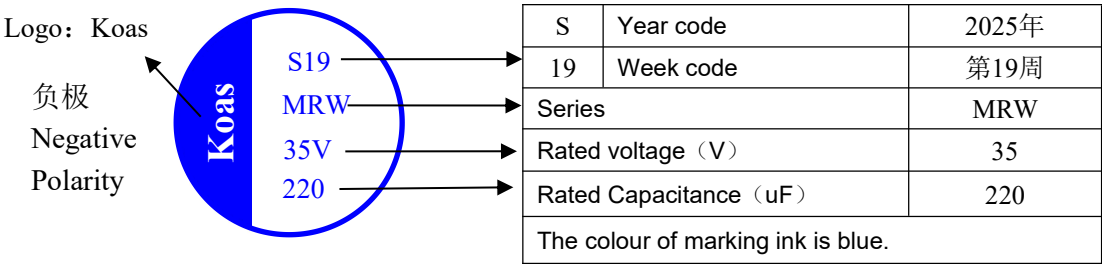 Logo：Koas
负极
Negative
Polarity
Koas
S19
MRW
35V
220
S Year code 2025年
19 Week code 第19周
Series MRW
Rated voltage（V） 35
Rated Capacitance（uF） 220
The colour of marking ink is blue.